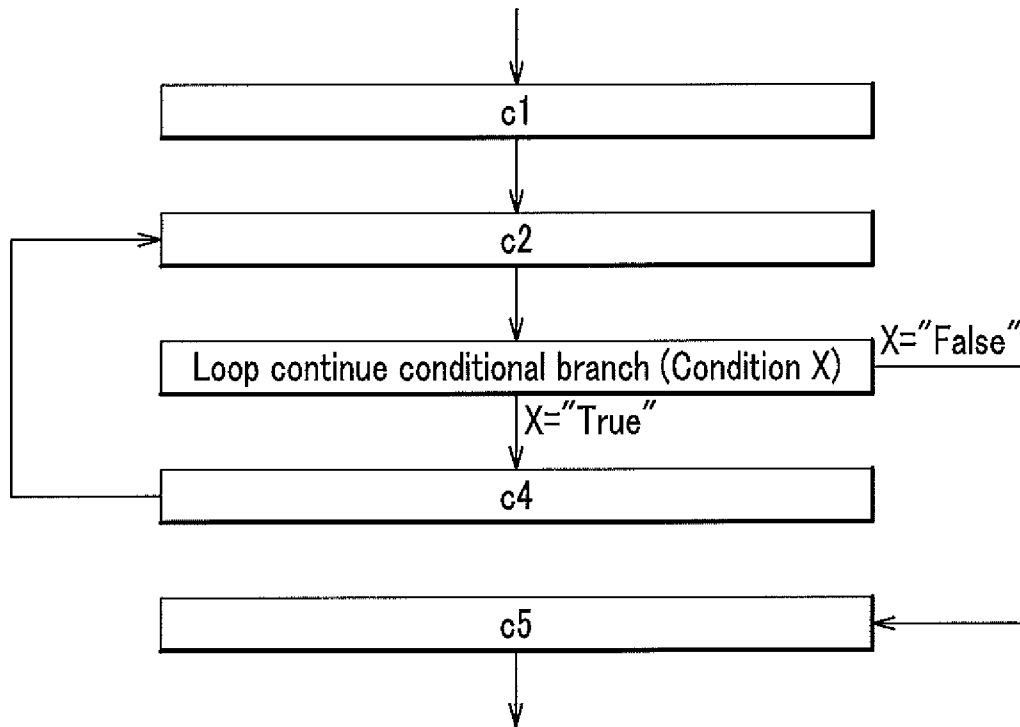 c1
c2
Loop continue conditional branch (Condition X)
X="False"
X="True"
c4
c5